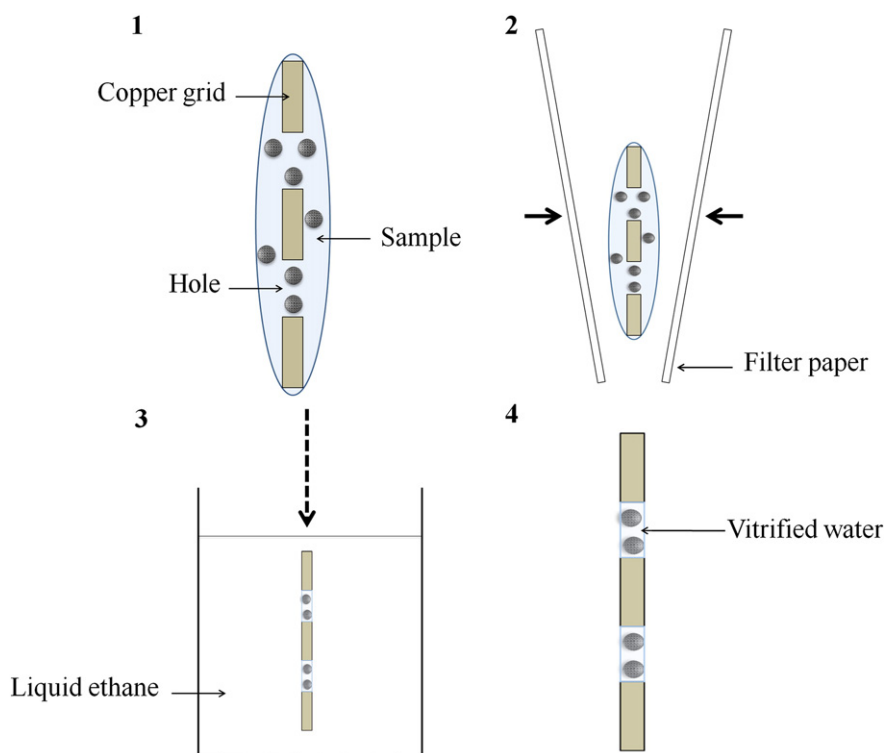 1
Copper grid
Sample
Hole
2
Filter paper
3
Liquid ethane
4
Vitrified water